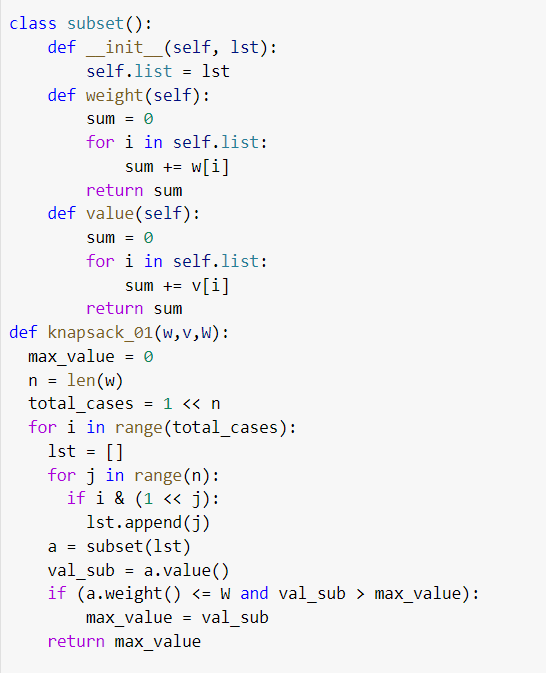 class subset():
    def __init__(self, lst):
        self.list = lst
    def weight(self):
        sum = 0
        for i in self.list:
            sum += w[i]
        return sum
    def value(self):
        sum = 0
        for i in self.list:
            sum += v[i]
        return sum
def knapsack_01(w,v,W):
  max_value = 0
  n = len(w)
  total_cases = 1 << n
  for i in range(total_cases):
    lst = []
    for j in range(n):
      if i & (1 << j):
        lst.append(j)
    a = subset(lst)
    val_sub = a.value()
    if (a.weight() <= W and val_sub > max_value):
        max_value = val_sub
    return max_value